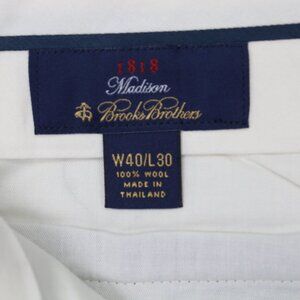 1818
Madison
Brooks Brothers
W40/L30
100% WOOL
MADE IN
THAILAND